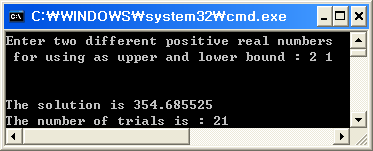 C:₩WINDOWS₩system32₩cmd.exe
Enter two different positive real numbers
for using as upper and lower bound : 2 1
The solution is 354.685525
The number of trials is : 21